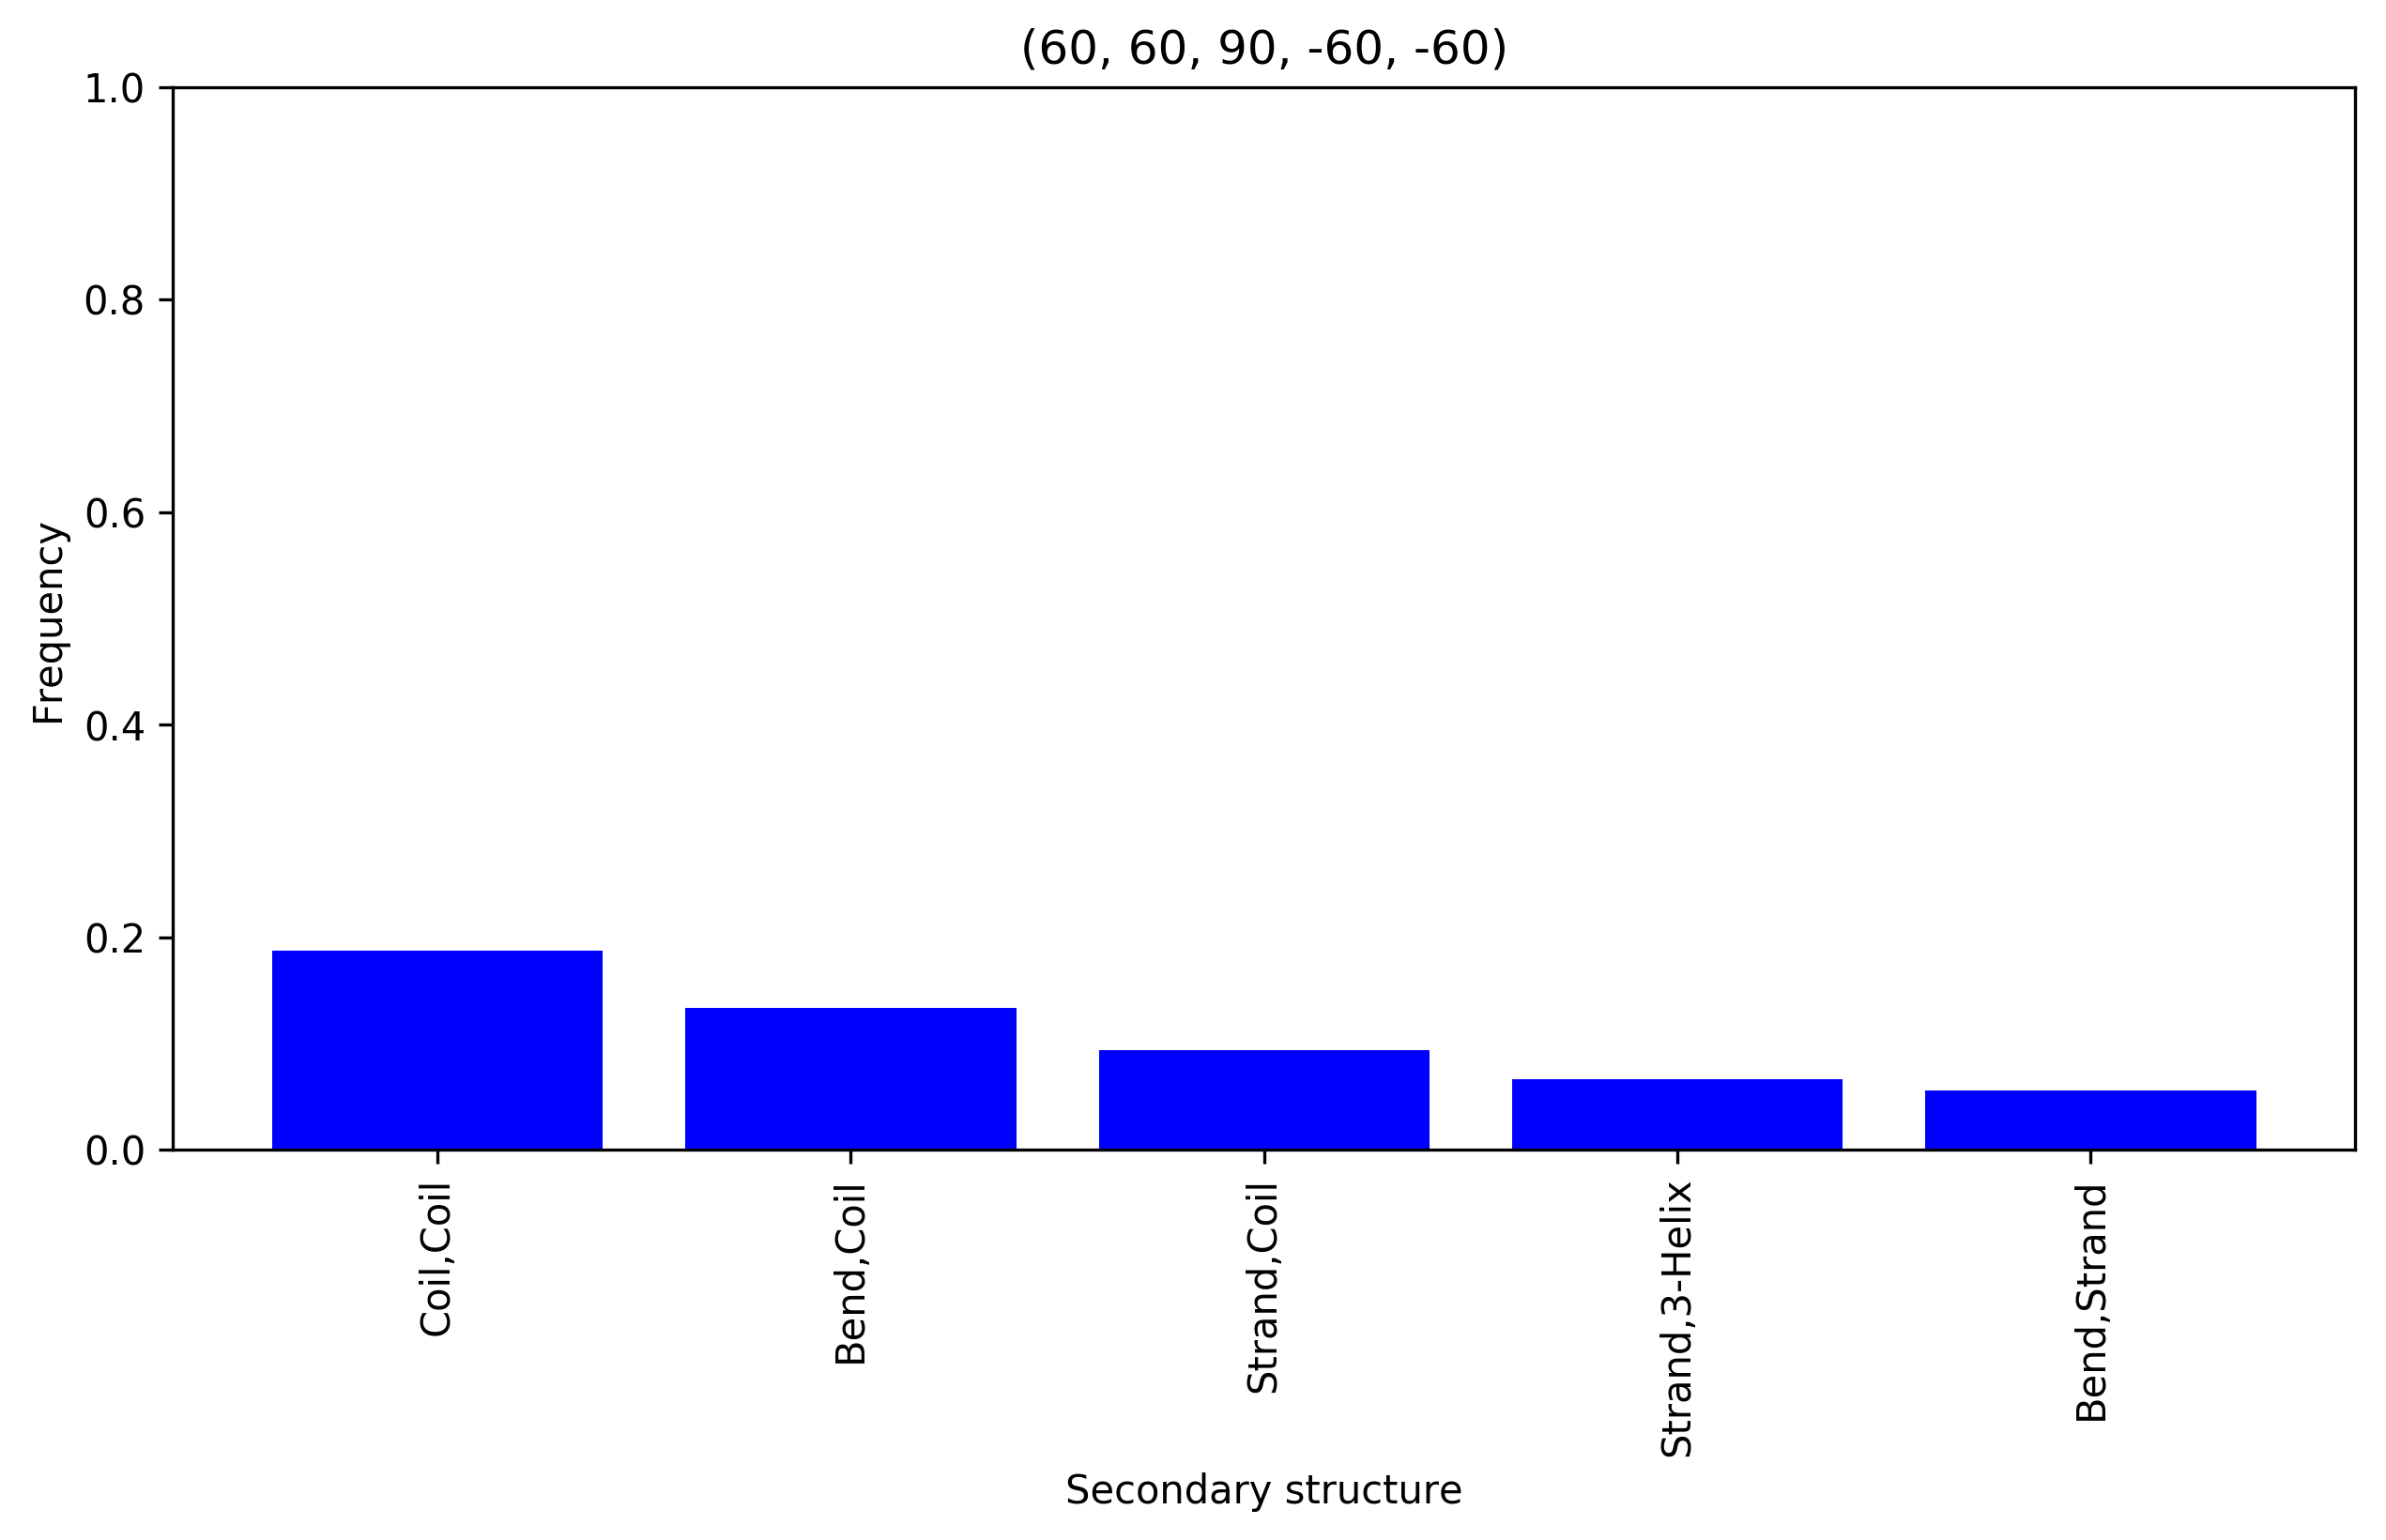 (60, 60, 90, -60, -60)
1.0
0.8
0.6
0.4
0.2
0.0
Frequency
Coil,Coil
Bend,Coil
Strand,Coil
Strand,3-Helix
Bend,Strand
Secondary structure